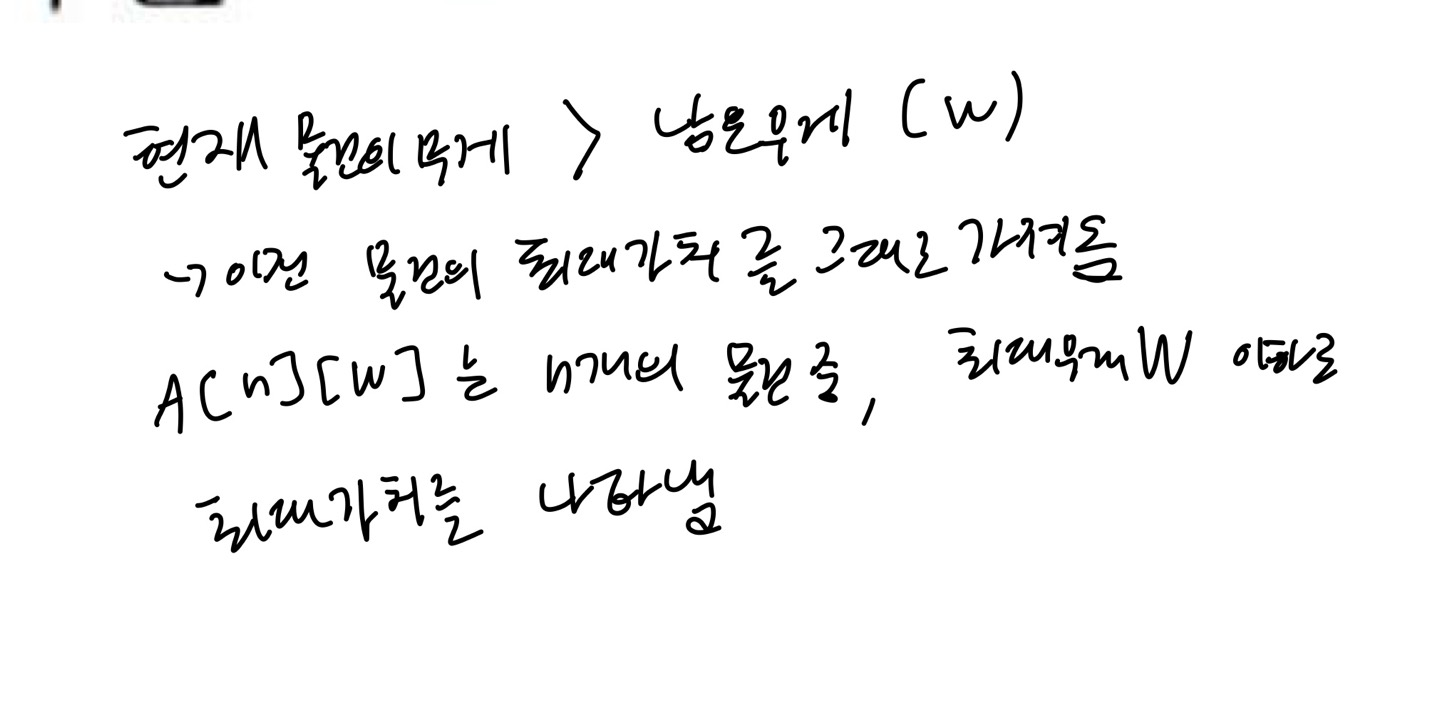 현재 물건의 무게 > 남은무게 (W)
→ 이전 물건의 최대가치를 그대로 가져옴
A[n][W]는 n개의 물건 중, 최대무게 W 이하로
최대가치를 나타냄